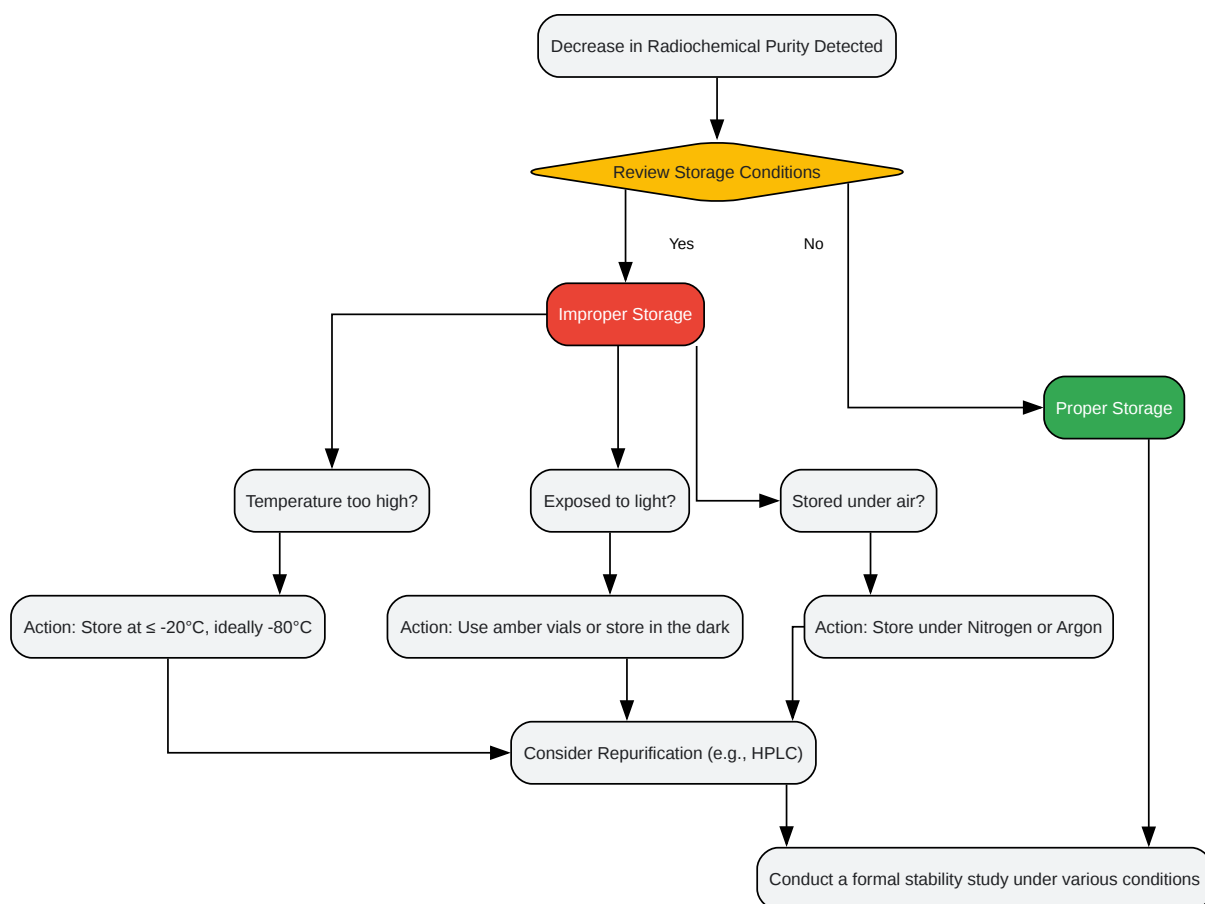 Decrease in Radiochemical Purity Detected
Review Storage Conditions
Yes
No
Improper Storage
Proper Storage
Temperature too high?
Exposed to light?
Stored under air?
Action: Store at ≤ -20°C, ideally -80°C
Action: Use amber vials or store in the dark
Action: Store under Nitrogen or Argon
Consider Repurification (e.g., HPLC)
Conduct a formal stability study under various conditions